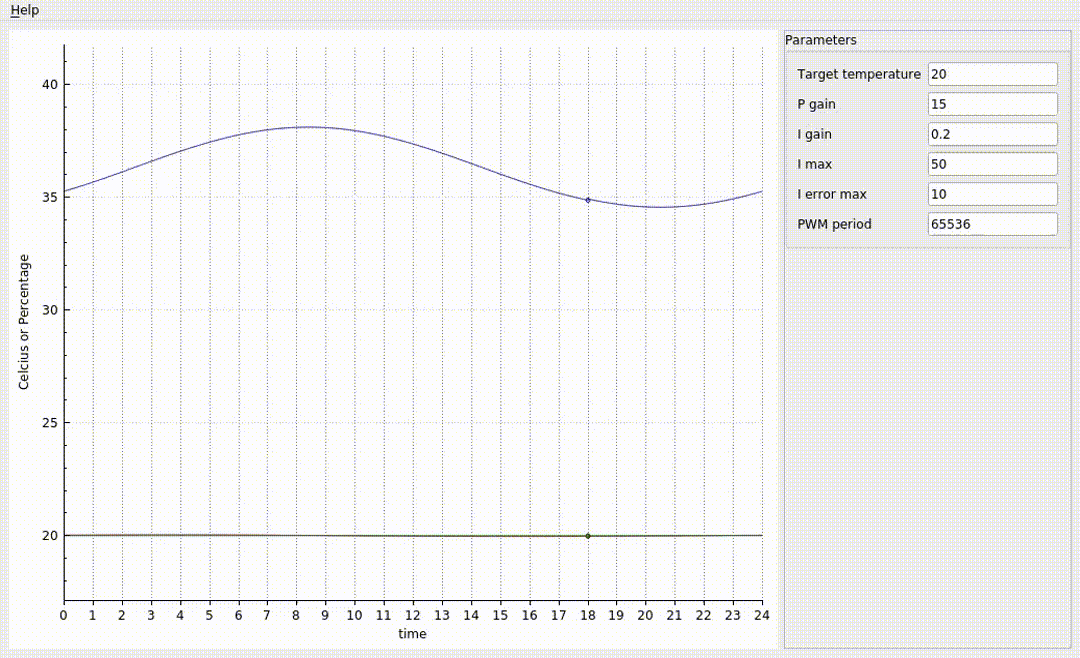 Help
40
35
30
25
20
Celcius or Percentage
0 1 2 3 4 5 6 7 8 9 10 11 12 13 14 15 16 17 18 19 20 21 22 23 24
time
Parameters
Target temperature 20
P gain 15
I gain 0.2
I max 50
I error max 10
PWM period 65536